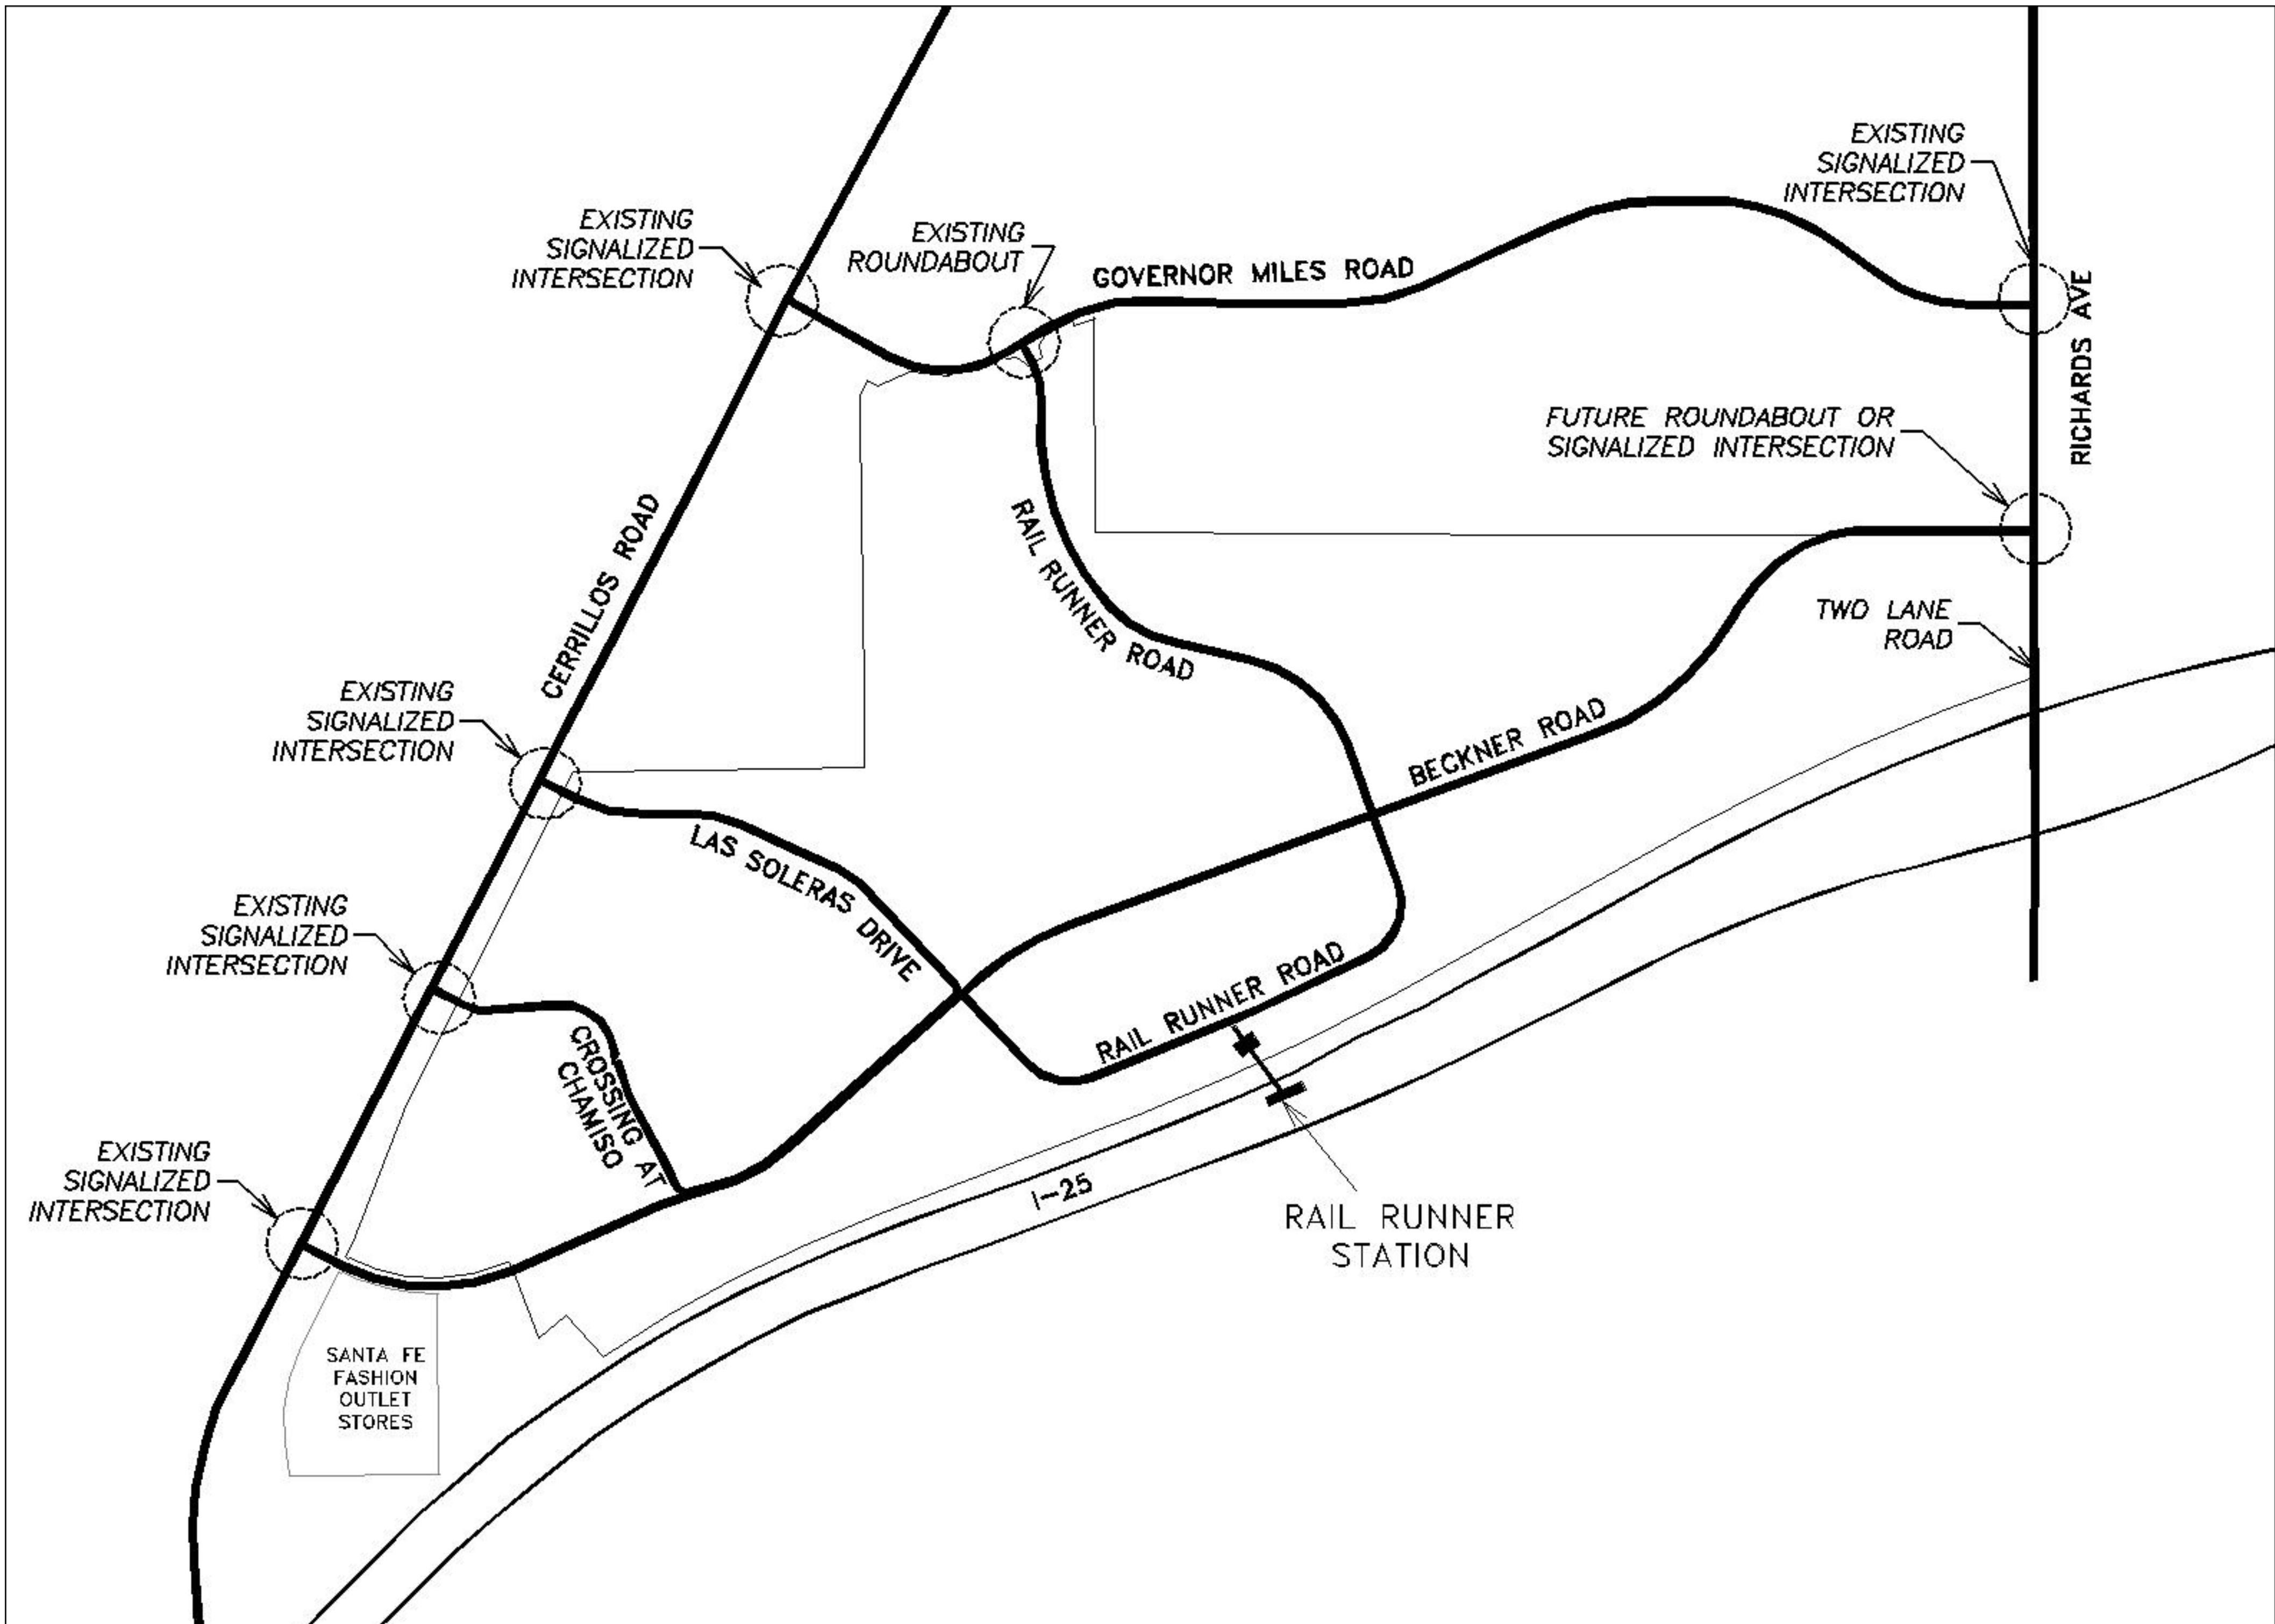 EXISTING
SIGNALIZED
INTERSECTION
EXISTING
SIGNALIZED
INTERSECTION
EXISTING
ROUNDABOUT
GOVERNOR MILES ROAD
RICHARDS AVE
FUTURE ROUNDABOUT OR
SIGNALIZED INTERSECTION
CERRILLOS ROAD
RAIL RUNNER ROAD
TWO LANE
ROAD
EXISTING
SIGNALIZED
INTERSECTION
BECKNER ROAD
LAS SOLERAS DRIVE
EXISTING
SIGNALIZED
INTERSECTION
RAIL RUNNER ROAD
CROSSING AT
CHAMISO
EXISTING
SIGNALIZED
INTERSECTION
I-25
RAIL RUNNER
STATION
SANTA FE
FASHION
OUTLET
STORES